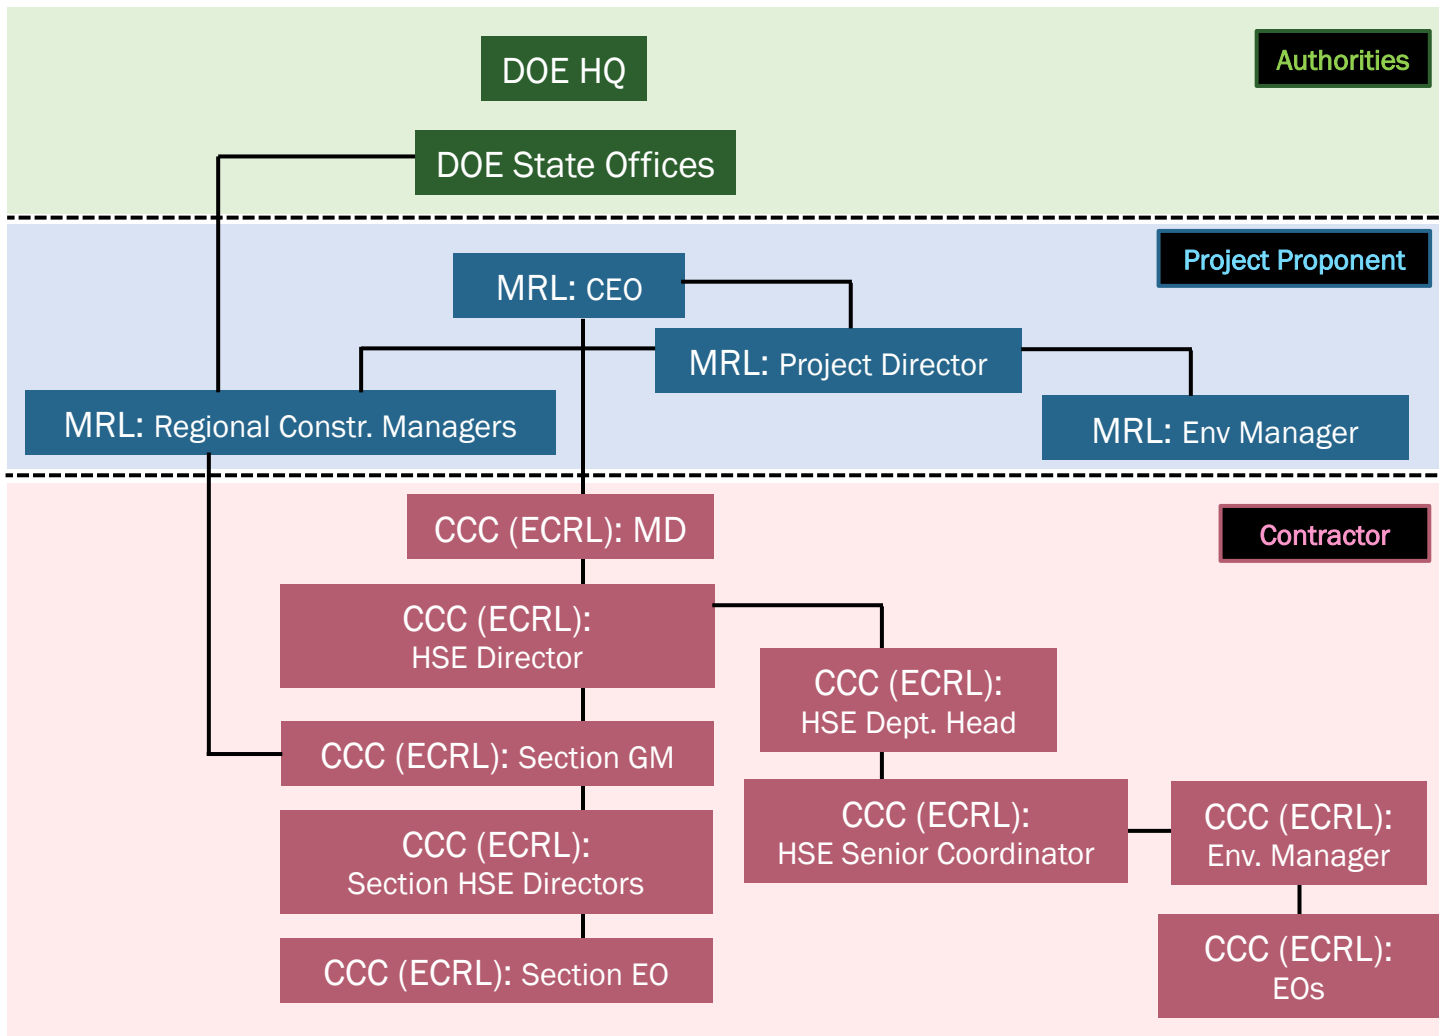 DOE HQ
Authorities
DOE State Offices
Project Proponent
MRL: CEO
MRL: Project Director
MRL: Regional Constr. Managers
MRL: Env Manager
CCC (ECRL): MD
Contractor
CCC (ECRL):
HSE Director
CCC (ECRL):
HSE Dept. Head
CCC (ECRL): Section GM
CCC (ECRL):
HSE Senior Coordinator
CCC (ECRL):
Env. Manager
CCC (ECRL):
Section HSE Directors
CCC (ECRL): Section EO
CCC (ECRL):
EOs